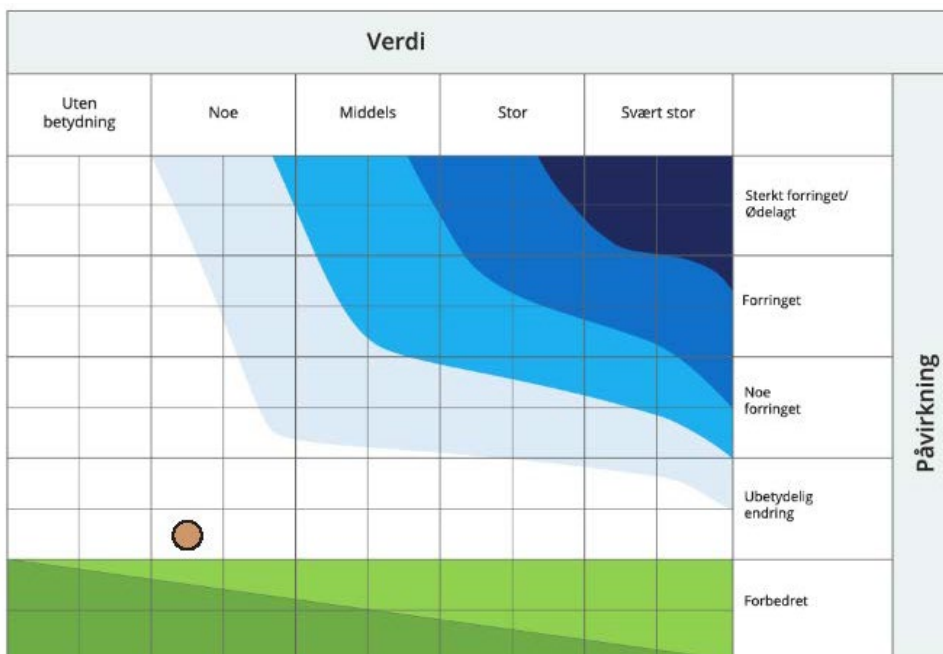 Verdi
Uten
betydning
Noe
Middels
Stor
Svært stor
Sterkt forringet/
Ødelagt
Forringet
Noe
forringet
Ubetydelig
endring
Forbedret
Påvirkning